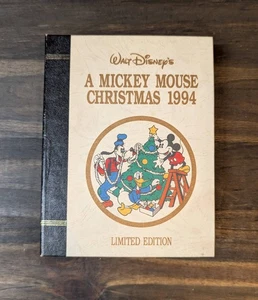 WALT DISNEY'S
A MICKEY MOUSE
CHRISTMAS 1994
LIMITED EDITION